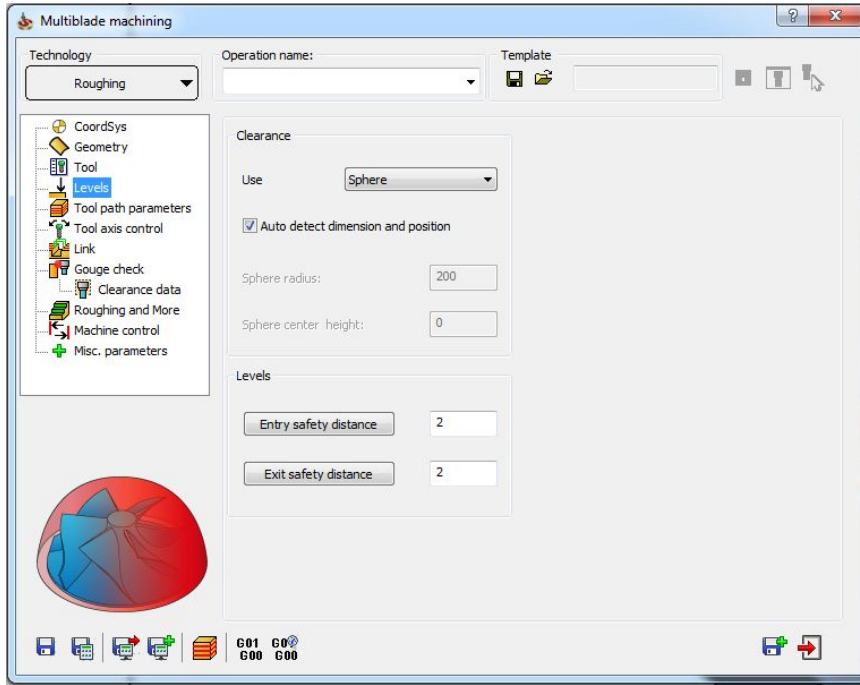 Multiblade machining
Technology
Roughing
Operation name:
Template
CoordSys
Geometry
Tool
Levels
Tool path parameters
Tool axis control
Link
Gouge check
Clearance data
Roughing and More
Machine control
Misc. parameters
Clearance
Use
Sphere
Auto detect dimension and position
Sphere radius:
200
Sphere center height:
0
Levels
Entry safety distance
2
Exit safety distance
2
G01 G0
G00 G00